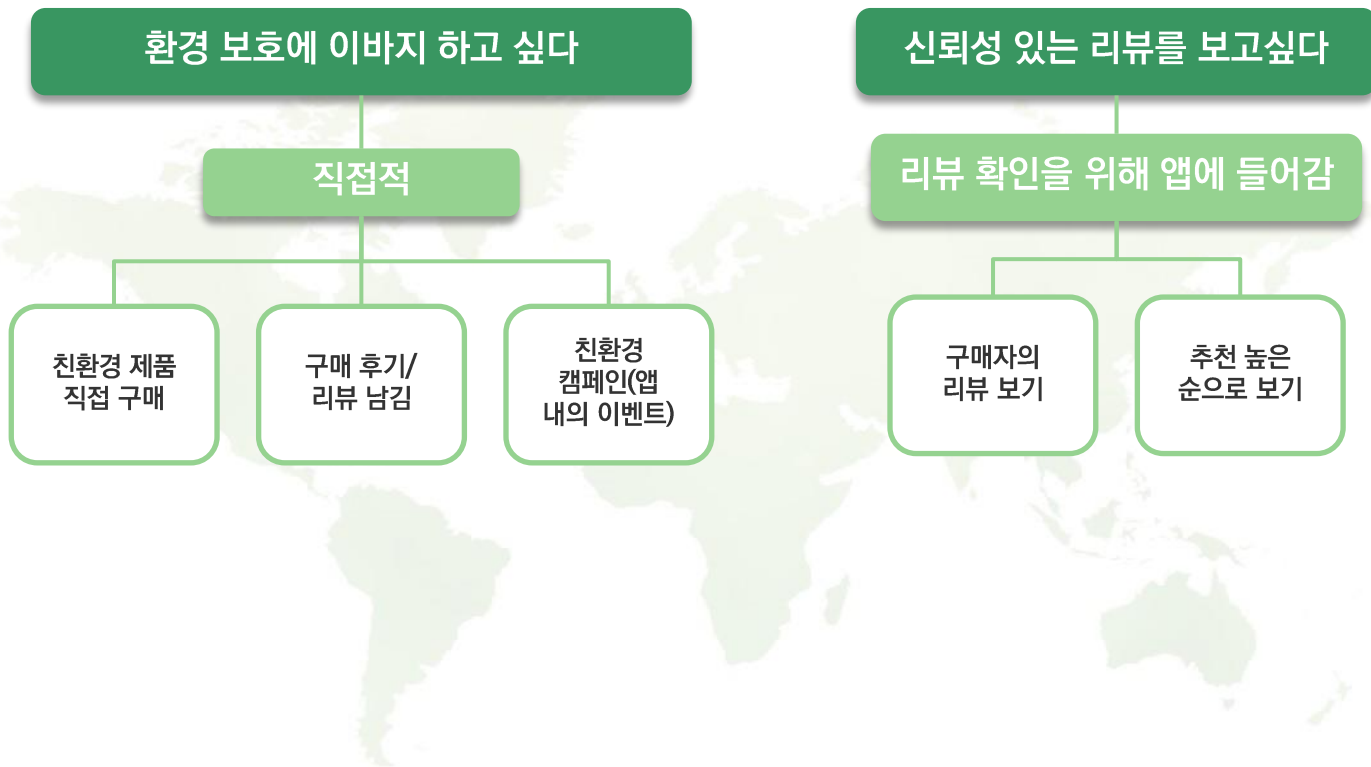 환경 보호에 이바지 하고 싶다
직접적
친환경 제품
직접 구매
구매 후기/
리뷰 남김
친환경
캠페인(앱
내의 이벤트)
신뢰성 있는 리뷰를 보고싶다
리뷰 확인을 위해 앱에 들어감
구매자의
리뷰 보기
추천 높은
순으로 보기